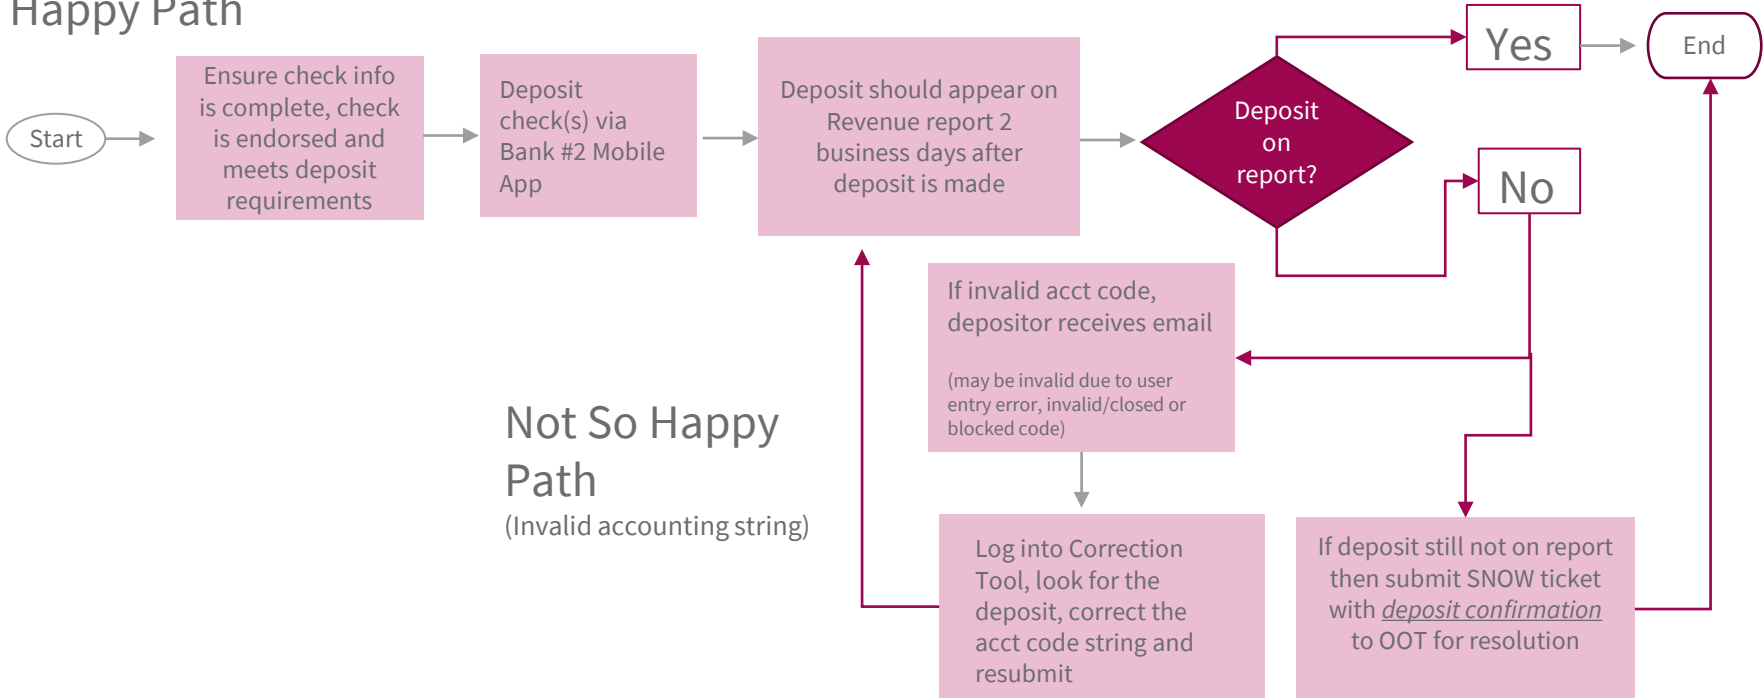 Happy Path
Start
Ensure check info
is complete, check
is endorsed and
meets deposit
requirements
Deposit
check(s) via
Bank #2 Mobile
App
Deposit should appear on
Revenue report 2
business days after
deposit is made
Deposit
on
report?
Yes
End
No
If invalid acct code,
depositor receives email
(may be invalid due to user
entry error, invalid/closed or
blocked code)
Not So Happy
Path
(Invalid accounting string)
Log into Correction
Tool, look for the
deposit, correct the
acct code string and
resubmit
If deposit still not on report
then submit SNOW ticket
with deposit confirmation
to OOT for resolution